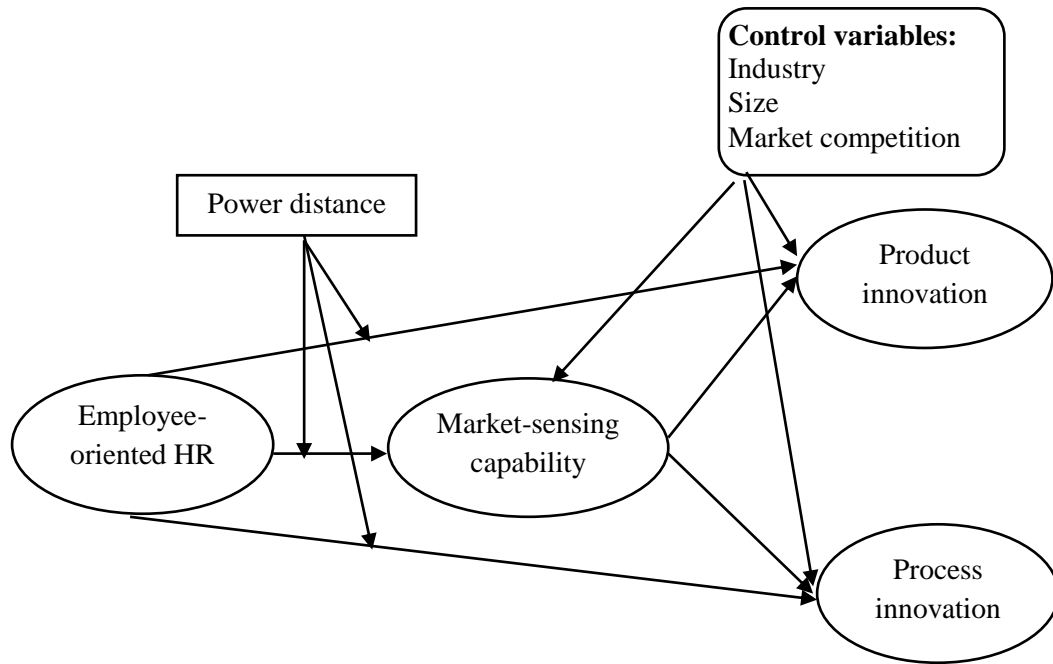 Control variables:
Industry
Size
Market competition
Power distance
Product
innovation
Employee-
oriented HR
Market-sensing
capability
Process
innovation